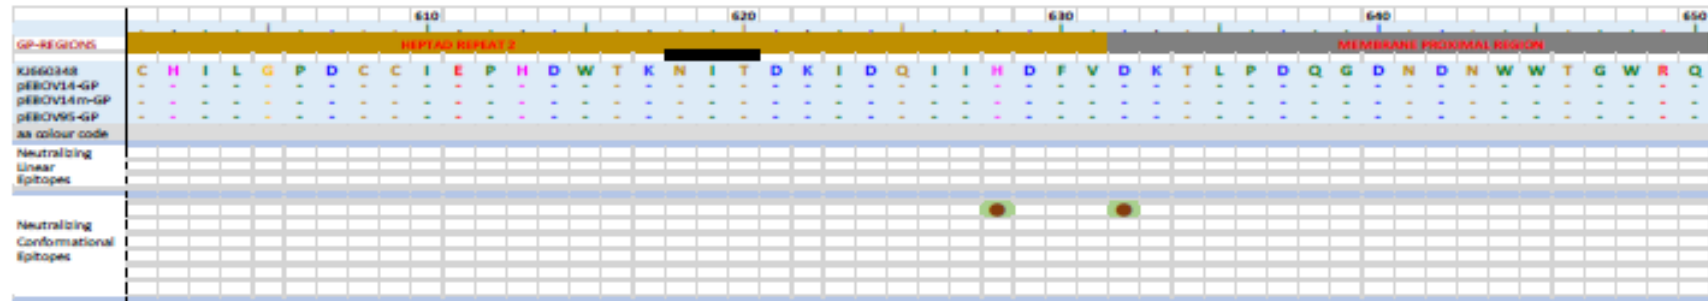 610 620 630 640 650
GP-REGIONS HEPTAD REPEAT 2 MEMBRANE PROXIMAL REGION
KJ660348 C H I L G P D C C I E P H D W T K N I T D K I D Q I I H D F V D K T L P D Q G D N D N W W T G W R Q
pEBOV14-GP - - - - - - - - - - - - - - - - - - - - - - - - - - - - - - - - - - - - - - - - - - - - - - - - - -
pEBOV14m-GP - - - - - - - - - - - - - - - - - - - - - - - - - - - - - - - - - - - - - - - - - - - - - - - - - -
pEBOV95-GP - - - - - - - - - - - - - - - - - - - - - - - - - - - - - - - - - - - - - - - - - - - - - - - - - -
aa colour code
Neutralizing
Linear
Epitopes
Neutralizing
Conformational
Epitopes